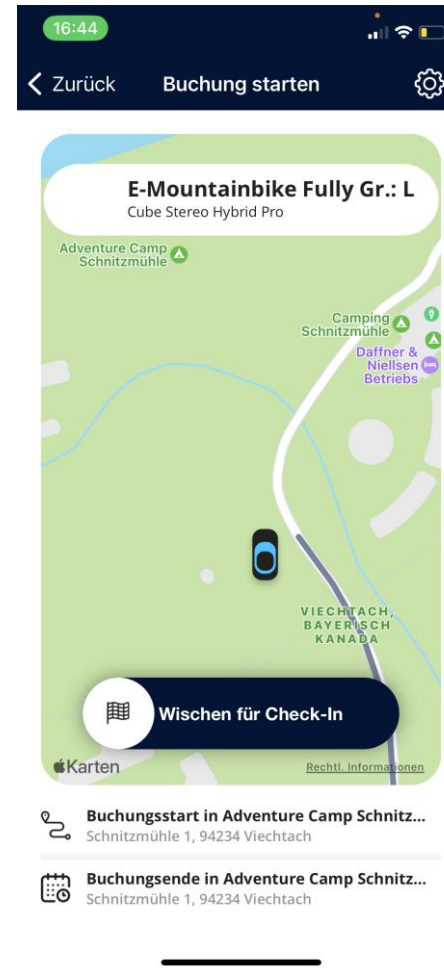 16:44
Zurück
Buchung starten
E-Mountainbike Fully Gr.: L
Cube Stereo Hybrid Pro
Adventure Camp
Schnitzmühle
Camping
Schnitzmühle
Daffner &
Niellsen
Betriebs
VIECHTACH,
BAYERISCH
KANADA
Wischen für Check-In
Karten
Rechtl. Informationen
Buchungsstart in Adventure Camp Schnitz...
Schnitzmühle 1, 94234 Viechtach
Buchungsende in Adventure Camp Schnitz...
Schnitzmühle 1, 94234 Viechtach